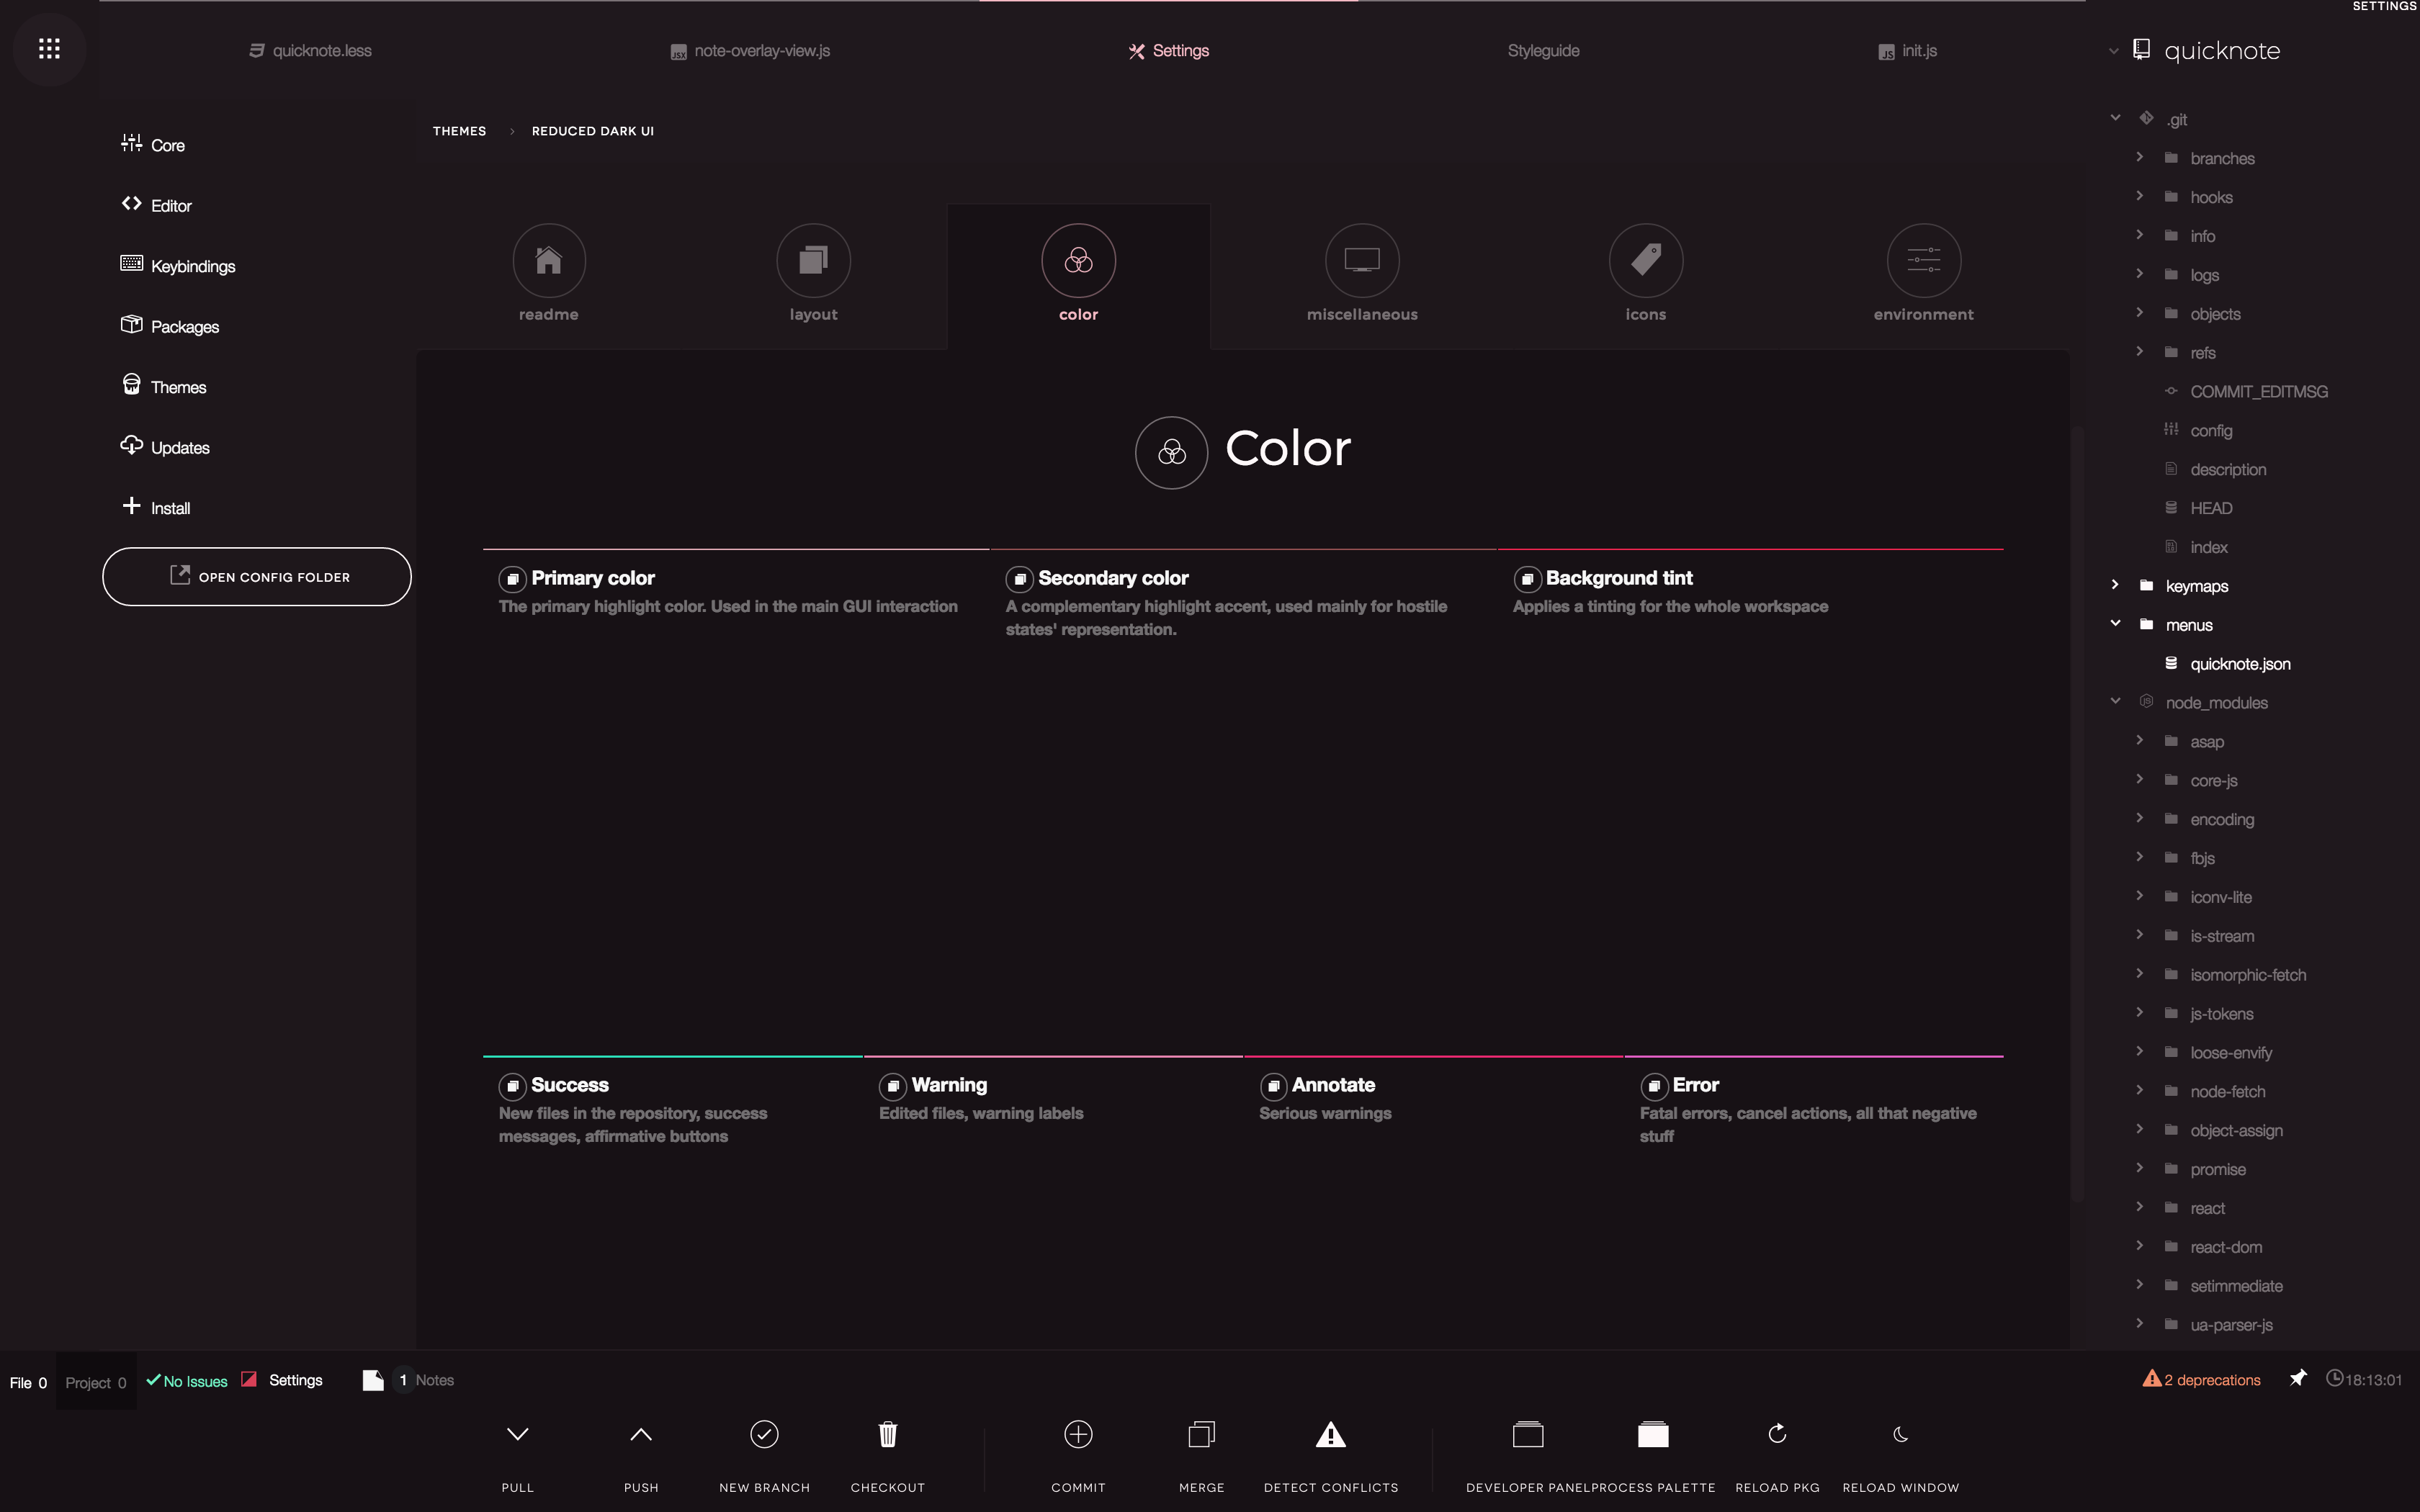 SETTINGS
quicknote.less
note-overlay-view.js
Settings
Styleguide
init.js
quicknote
THEMES
REDUCED DARK UI
Core
Editor
Keybindings
Packages
Themes
Updates
Install
OPEN CONFIG FOLDER
readme
layout
color
miscellaneous
icons
environment
Color
Primary color
The primary highlight color. Used in the main GUI interaction
Secondary color
A complementary highlight accent, used mainly for hostile
states' representation.
Background tint
Applies a tinting for the whole workspace
Success
New files in the repository, success
messages, affirmative buttons
Warning
Edited files, warning labels
Annotate
Serious warnings
Error
Fatal errors, cancel actions, all that negative
stuff
.git
branches
hooks
info
logs
objects
refs
COMMIT_EDITMSG
config
description
HEAD
index
keymaps
menus
quicknote.json
node_modules
asap
core-js
encoding
fbjs
iconv-lite
is-stream
isomorphic-fetch
js-tokens
loose-envify
node-fetch
object-assign
promise
react
react-dom
setimmediate
ua-parser-js
File 0
Project 0
No Issues
Settings
1 Notes
2 deprecations
18:13:01
PULL
PUSH
NEW BRANCH
CHECKOUT
COMMIT
MERGE
DETECT CONFLICTS
DEVELOPER PANEL
PROCESS PALETTE
RELOAD PKG
RELOAD WINDOW